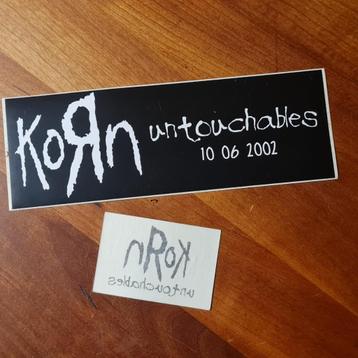 KoЯn untouchables
10 06 2002
KoЯn
untouchables